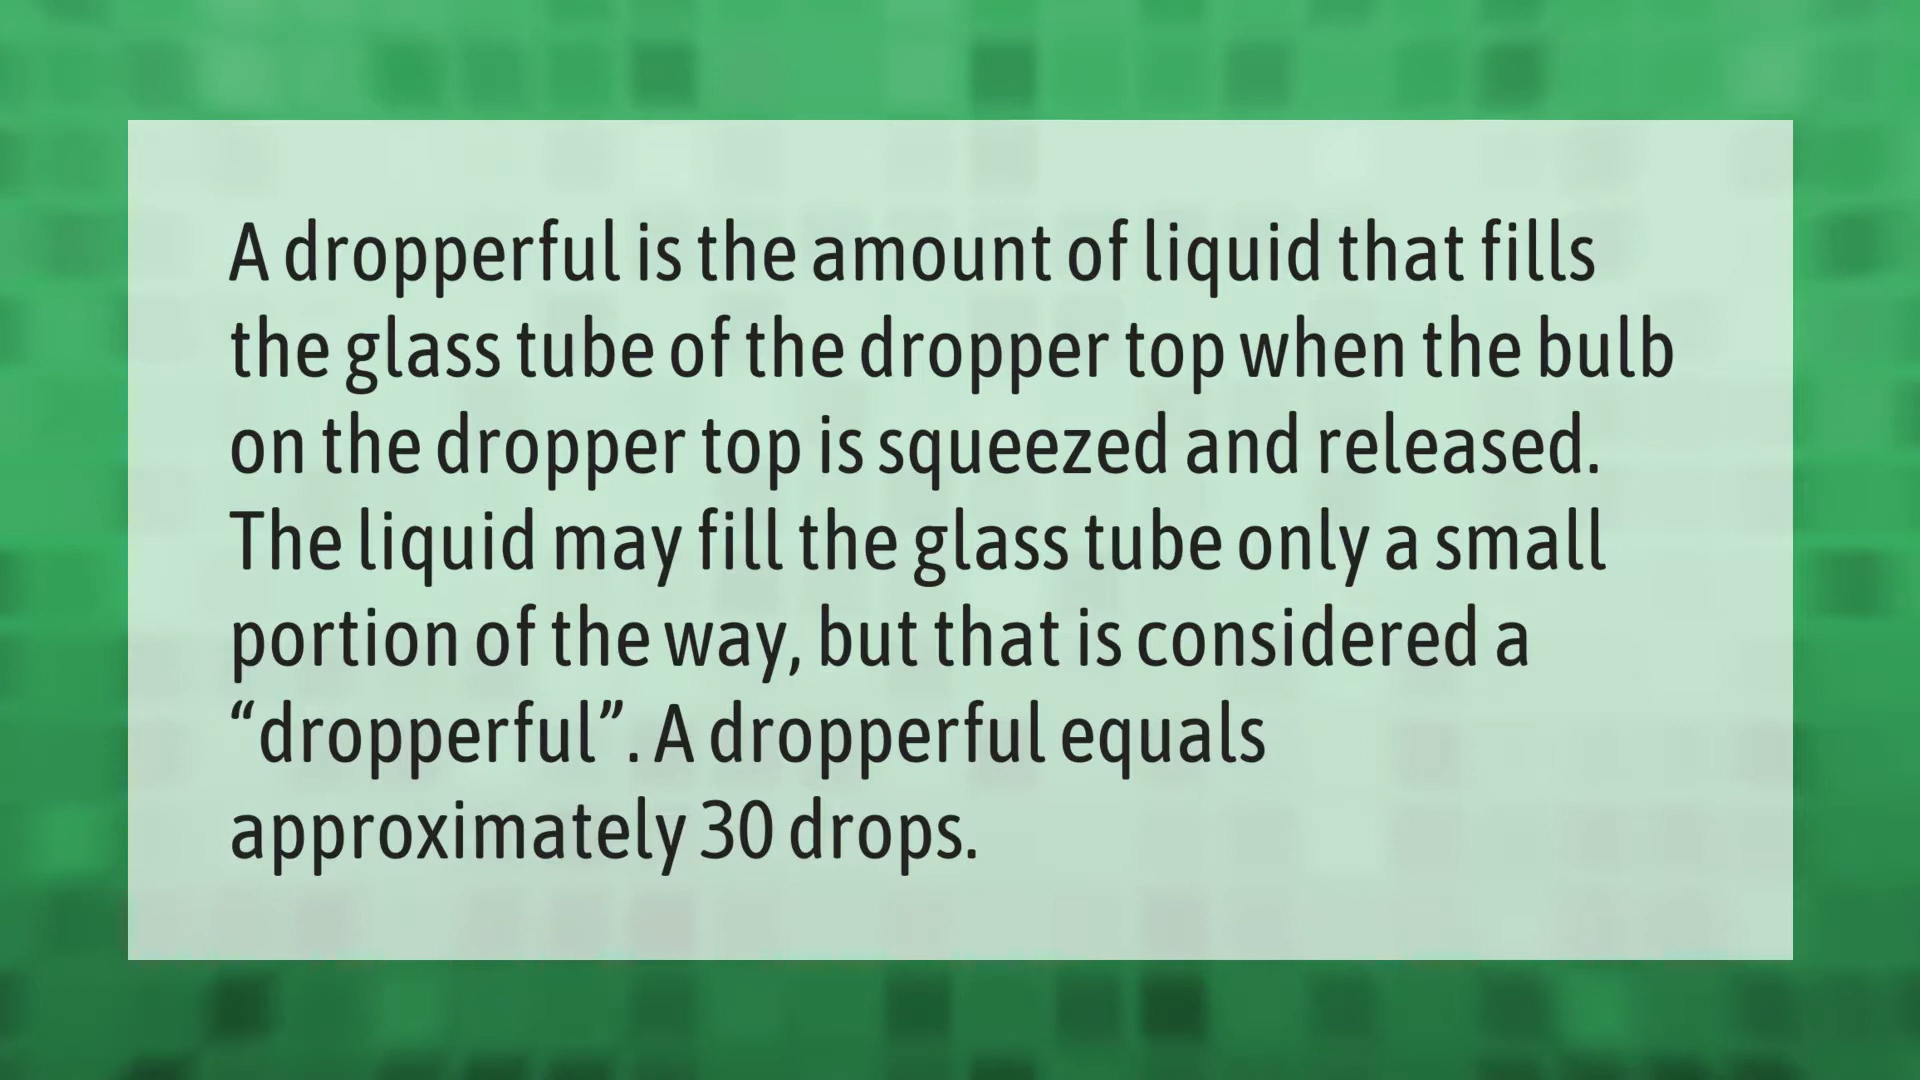 A dropperful is the amount of liquid that fills
the glass tube of the dropper top when the bulb
on the dropper top is squeezed and released.
The liquid may fill the glass tube only a small
portion of the way, but that is considered a
“dropperful”. A dropperful equals
approximately 30 drops.